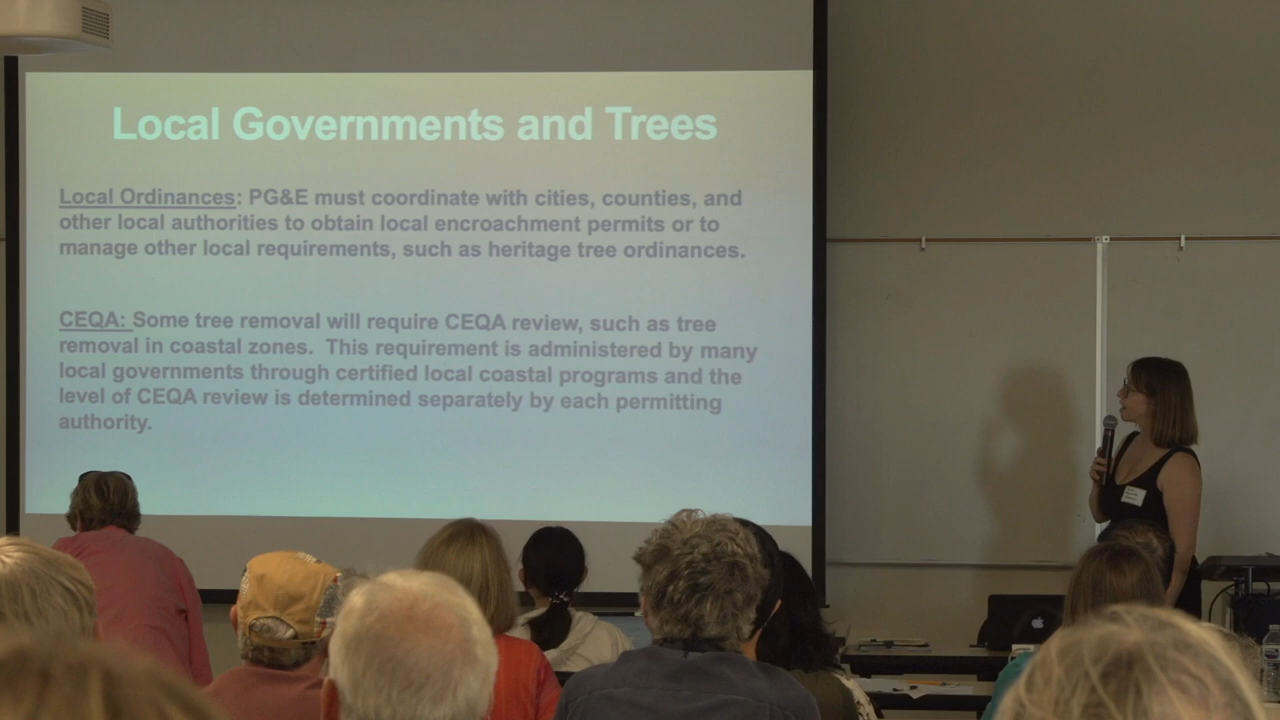 Local Governments and Trees
Local Ordinances: PG&E must coordinate with cities, counties, and
other local authorities to obtain local encroachment permits or to
manage other local requirements, such as heritage tree ordinances.
CEQA: Some tree removal will require CEQA review, such as tree
removal in coastal zones.  This requirement is administered by many
local governments through certified local coastal programs and the
level of CEQA review is determined separately by each permitting
authority.